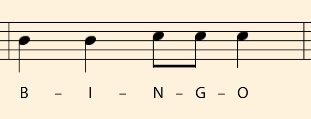 B – I – N – G – O